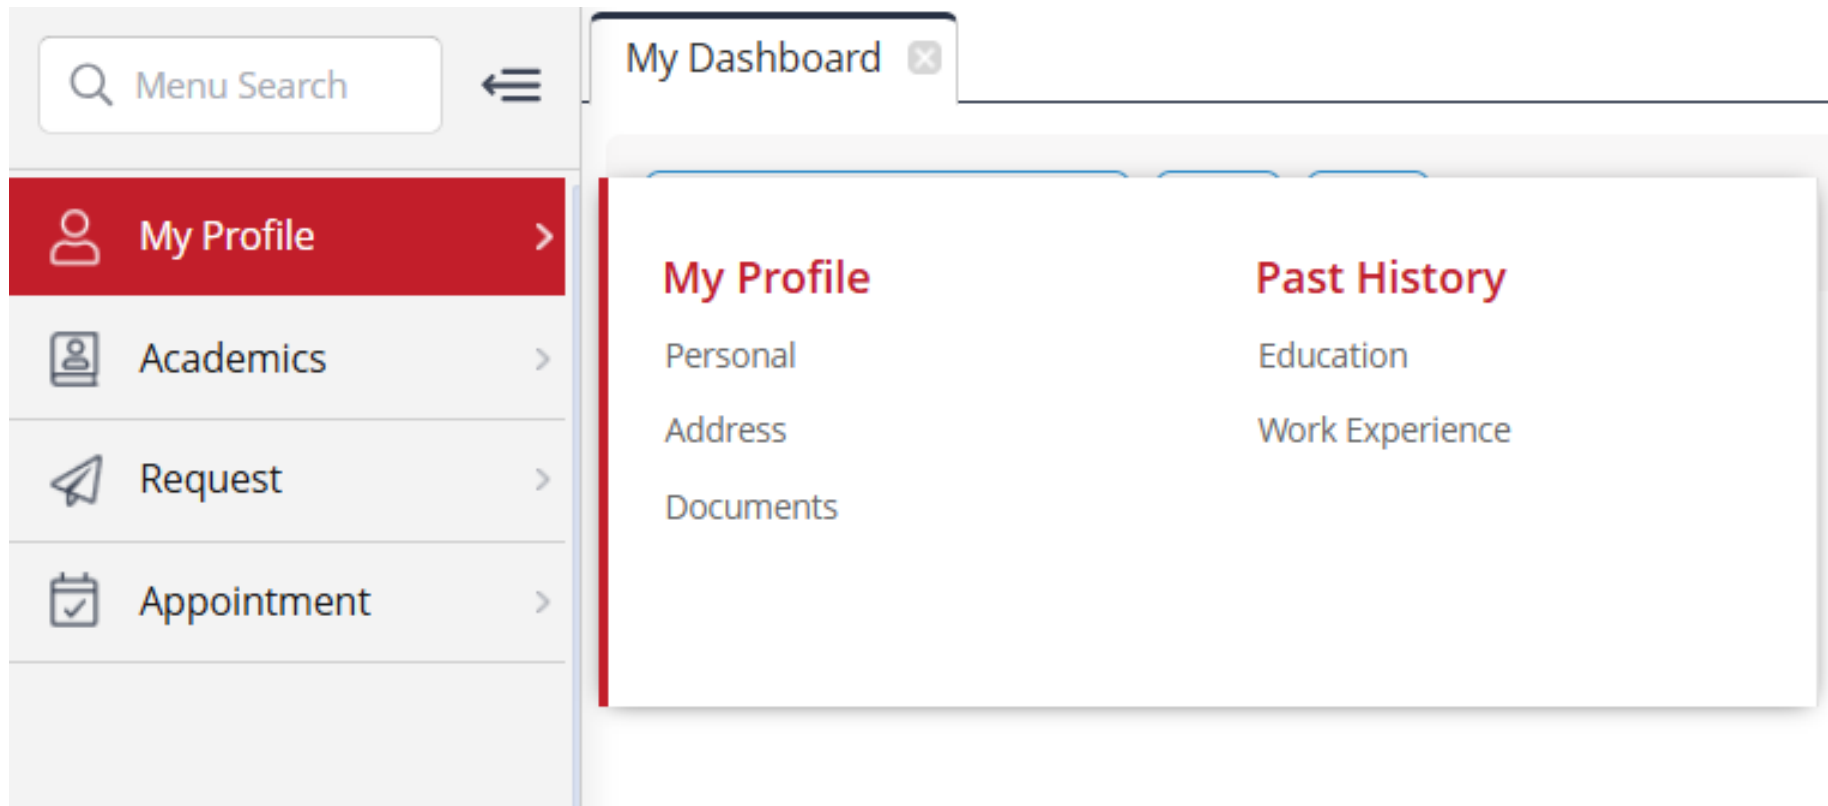 Menu Search
My Profile
Academics
Request
Appointment
My Dashboard
My Profile
Personal
Address
Documents
Past History
Education
Work Experience